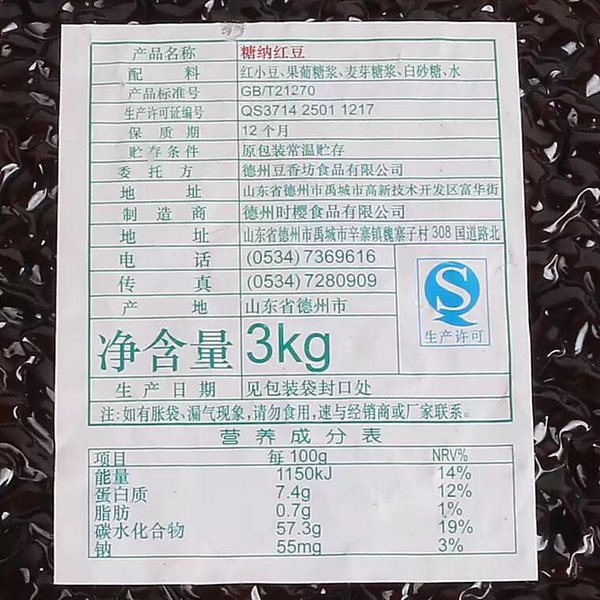 产品名称 糖纳红豆
配料 红小豆、果葡糖浆、麦芽糖浆、白砂糖、水
产品标准号 GB/T21270
生产许可证编号 QS3714 2501 1217
保质期 12个月
贮存条件 原包装常温贮存
委托方 德州豆香坊食品有限公司
地址 山东省德州市禹城市高新技术开发区富华街
制造商 德州时樱食品有限公司
地址 山东省德州市禹城市辛寨镇魏寨子村308国道路北
电话 (0534) 7369616
传真 (0534) 7280909
产地 山东省德州市
生产许可
净含量 3kg
生产日期 见包装袋封口处
注:如有胀袋、漏气现象,请勿食用,速与经销商或厂家联系。
营养成分表
项目 每100g NRV%
能量 1150kJ 14%
蛋白质 7.4g 12%
脂肪 0.7g 1%
碳水化合物 57.3g 19%
钠 55mg 3%